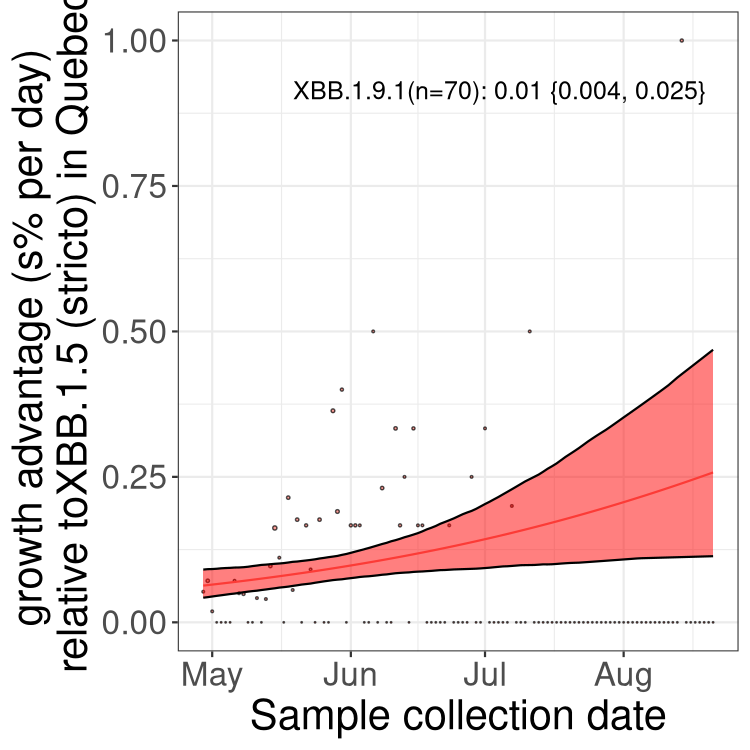 growth advantage (s% per day)
relative toXBB.1.5 (stricto) in Quebec
1.00
0.75
0.50
0.25
0.00
XBB.1.9.1(n=70): 0.01 {0.004, 0.025}
May
Jun
Jul
Aug
Sample collection date